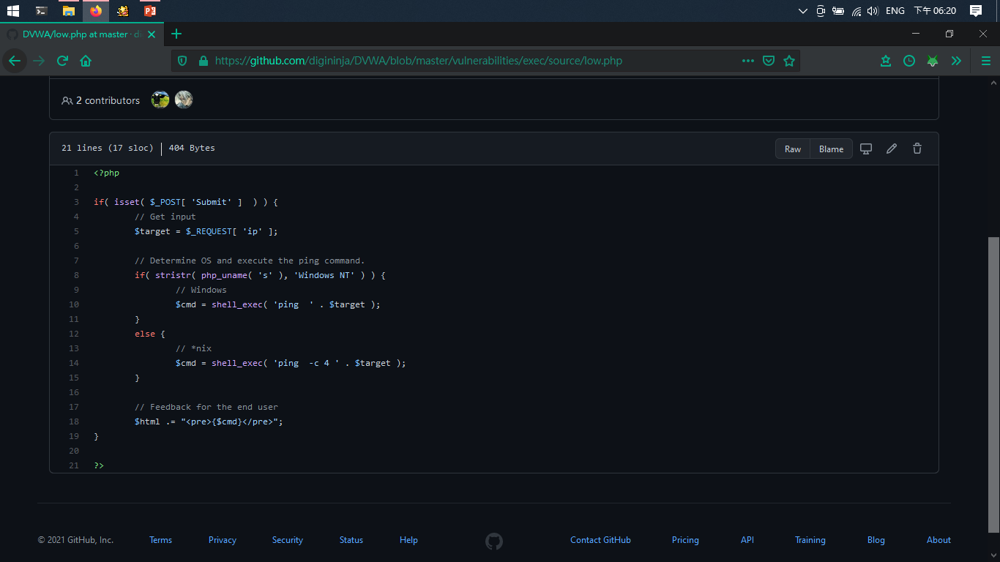 ENG 下午 06:20
DVWA/low.php at master · di
https://github.com/digininja/DVWA/blob/master/vulnerabilities/exec/source/low.php
2 contributors
21 lines (17 sloc) 404 Bytes
Raw Blame
1 <?php
2
3 if( isset( $_POST[ 'Submit' ]  ) ) {
4 // Get input
5 $target = $_REQUEST[ 'ip' ];
6
7 // Determine OS and execute the ping command.
8 if( stristr( php_uname( 's' ), 'Windows NT' ) ) {
9 // Windows
10 $cmd = shell_exec( 'ping  ' . $target );
11 }
12 else {
13 // *nix
14 $cmd = shell_exec( 'ping  -c 4 ' . $target );
15 }
16
17 // Feedback for the end user
18 $html .= "<pre>{$cmd}</pre>";
19 }
20
21 ?>
© 2021 GitHub, Inc. Terms Privacy Security Status Help Contact GitHub Pricing API Training Blog About